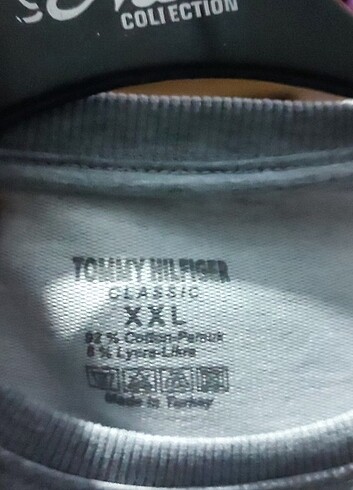 COLLECTION
TOMMY HILFIGER
CLASSIC
XXL
92 % Cotton-Pamuk
8 % Lycra-Likra
Made in Turkey